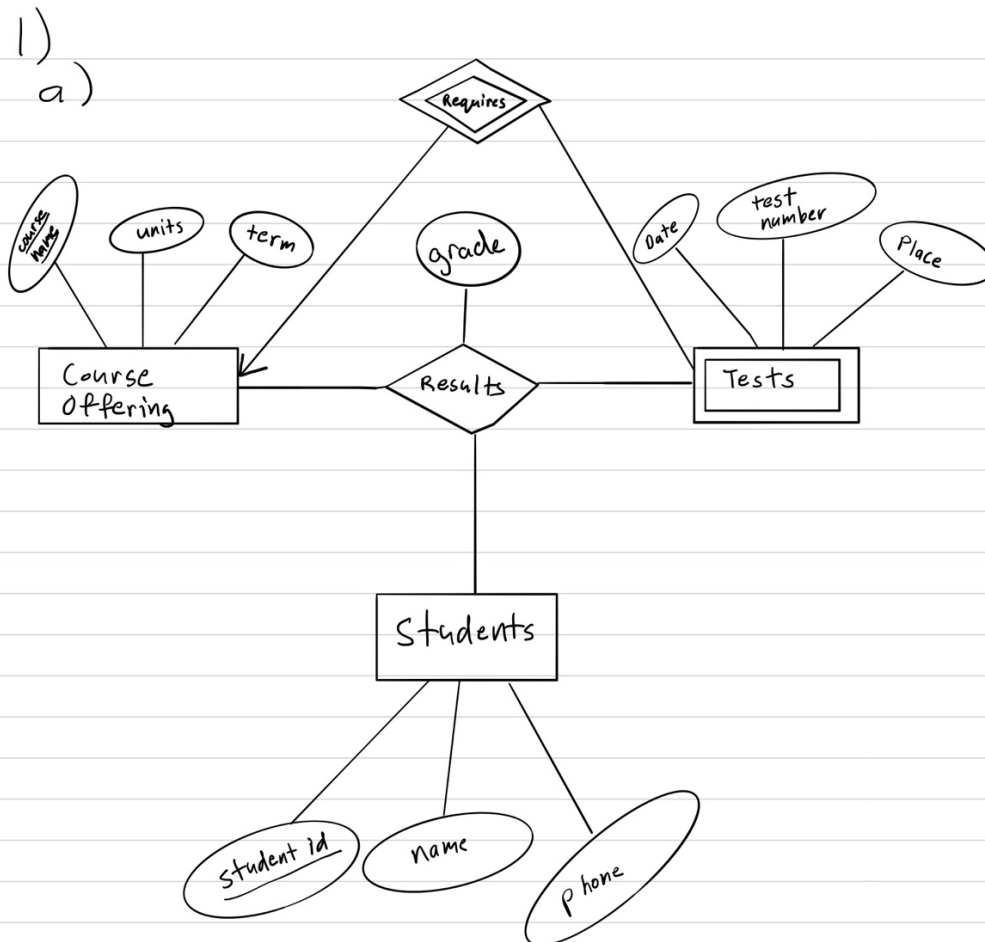 1)
a)
Requires
course
name
units
term
grade
Date
test
number
Place
Course
Offering
Results
Tests
Students
student id
name
phone